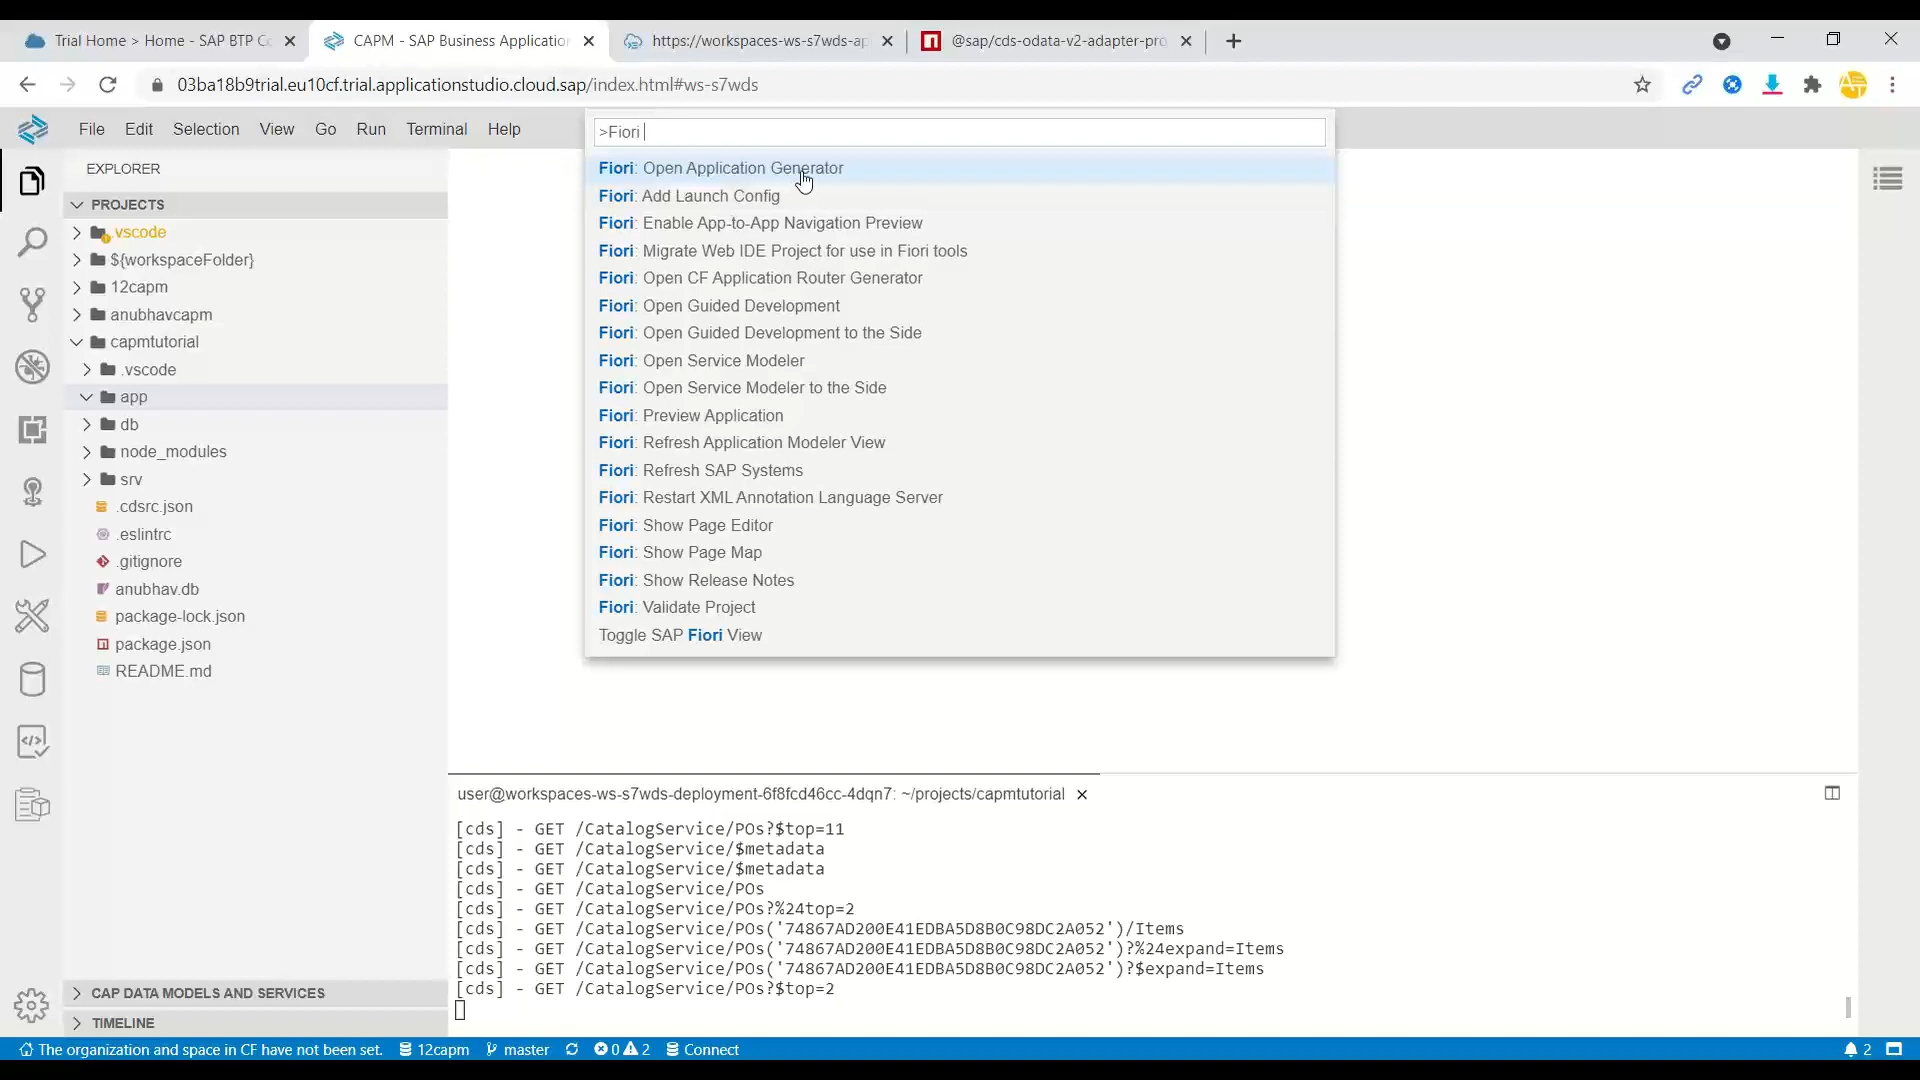 Trial Home > Home - SAP BTP Co
CAPM - SAP Business Application
https://workspaces-ws-s7wds-ap
@sap/cds-odata-v2-adapter-pro
03ba18b9trial.eu10cf.trial.applicationstudio.cloud.sap/index.html#ws-s7wds
File Edit Selection View Go Run Terminal Help
>Fiori
EXPLORER
PROJECTS
.vscode
${workspaceFolder}
12capm
anubhavcapm
capmtutorial
.vscode
app
db
node_modules
srv
.cdsrc.json
.eslintrc
.gitignore
anubhav.db
package-lock.json
package.json
README.md
CAP DATA MODELS AND SERVICES
TIMELINE
Fiori: Open Application Generator
Fiori: Add Launch Config
Fiori: Enable App-to-App Navigation Preview
Fiori: Migrate Web IDE Project for use in Fiori tools
Fiori: Open CF Application Router Generator
Fiori: Open Guided Development
Fiori: Open Guided Development to the Side
Fiori: Open Service Modeler
Fiori: Open Service Modeler to the Side
Fiori: Preview Application
Fiori: Refresh Application Modeler View
Fiori: Refresh SAP Systems
Fiori: Restart XML Annotation Language Server
Fiori: Show Page Editor
Fiori: Show Page Map
Fiori: Show Release Notes
Fiori: Validate Project
Toggle SAP Fiori View
user@workspaces-ws-s7wds-deployment-6f8fcd46cc-4dqn7: ~/projects/capmtutorial
[cds] - GET /CatalogService/POs?$top=11
[cds] - GET /CatalogService/$metadata
[cds] - GET /CatalogService/$metadata
[cds] - GET /CatalogService/POs
[cds] - GET /CatalogService/POs?%24top=2
[cds] - GET /CatalogService/POs('74867AD200E41EDBA5D8B0C98DC2A052')/Items
[cds] - GET /CatalogService/POs('74867AD200E41EDBA5D8B0C98DC2A052')?%24expand=Items
[cds] - GET /CatalogService/POs('74867AD200E41EDBA5D8B0C98DC2A052')?$expand=Items
[cds] - GET /CatalogService/POs?$top=2
The organization and space in CF have not been set. 12capm master 0 2 Connect 2